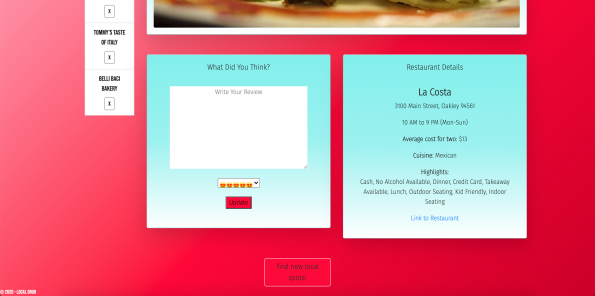 X
TOMMY'S TASTE
OF ITALY
X
BELLI BACI
BAKERY
X
What Did You Think?
Write Your Review
Update
Restaurant Details
La Costa
3100 Main Street, Oakley 94561
10 AM to 9 PM (Mon-Sun)
Average cost for two: $13
Cuisine: Mexican
Highlights:
Cash, No Alcohol Available, Dinner, Credit Card, Takeaway
Available, Lunch, Outdoor Seating, Kid Friendly, Indoor
Seating
Link to Restaurant
Find new local
spots!
© 2020 - LOCAL GRUB